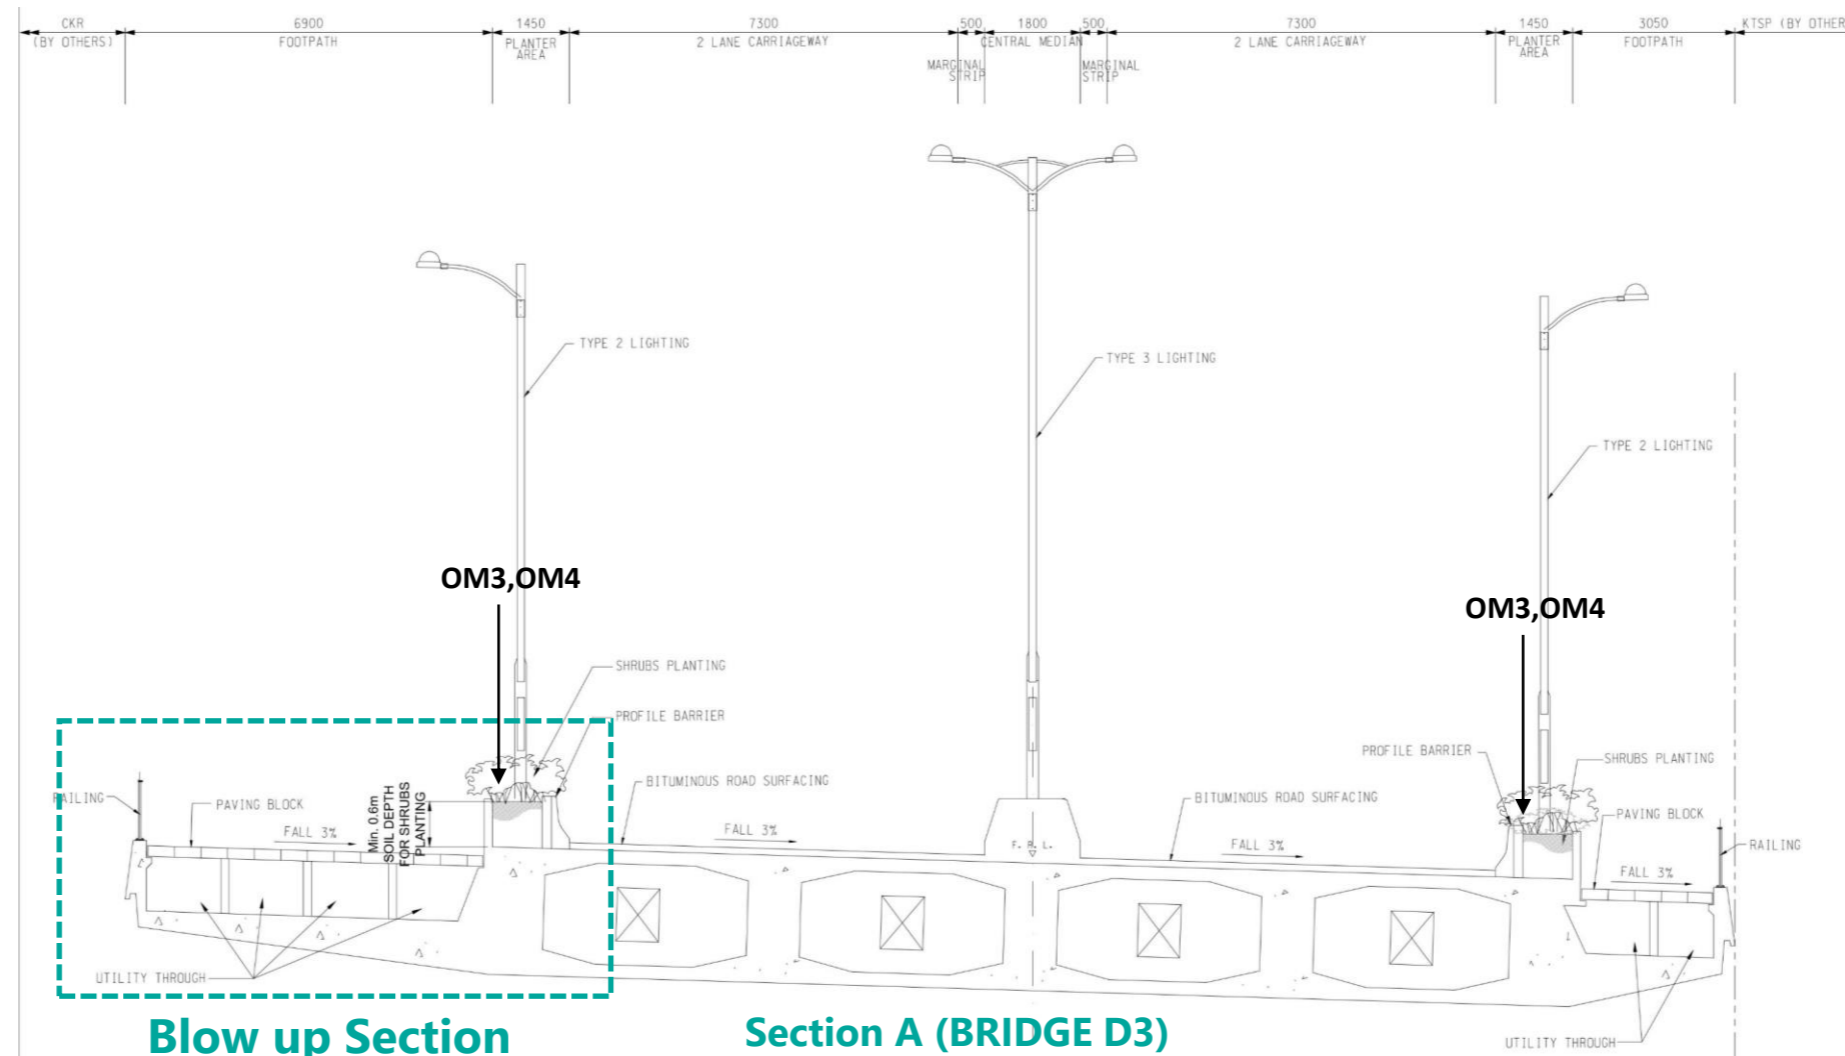 CKR
(BY OTHERS)
6900
FOOTPATH
1450
PLANTER
AREA
7300
2 LANE CARRIAGEWAY
500
MARGINAL
STRIP
1800
CENTRAL MEDIAN
500
MARGINAL
STRIP
7300
2 LANE CARRIAGEWAY
1450
PLANTER
AREA
3050
FOOTPATH
KTSP (BY OTHER
TYPE 2 LIGHTING
TYPE 3 LIGHTING
TYPE 2 LIGHTING
OM3,OM4
OM3,OM4
SHRUBS PLANTING
PROFILE BARRIER
PROFILE BARRIER
SHRUBS PLANTING
RAILING
PAVING BLOCK
FALL 3%
Min. 0.6m
SOIL DEPTH
FOR SHRUBS
PLANTING
BITUMINOUS ROAD SURFACING
FALL 3%
F. R. L.
BITUMINOUS ROAD SURFACING
FALL 3%
PAVING BLOCK
FALL 3%
RAILING
UTILITY THROUGH
UTILITY THROUGH
Blow up Section
Section A (BRIDGE D3)